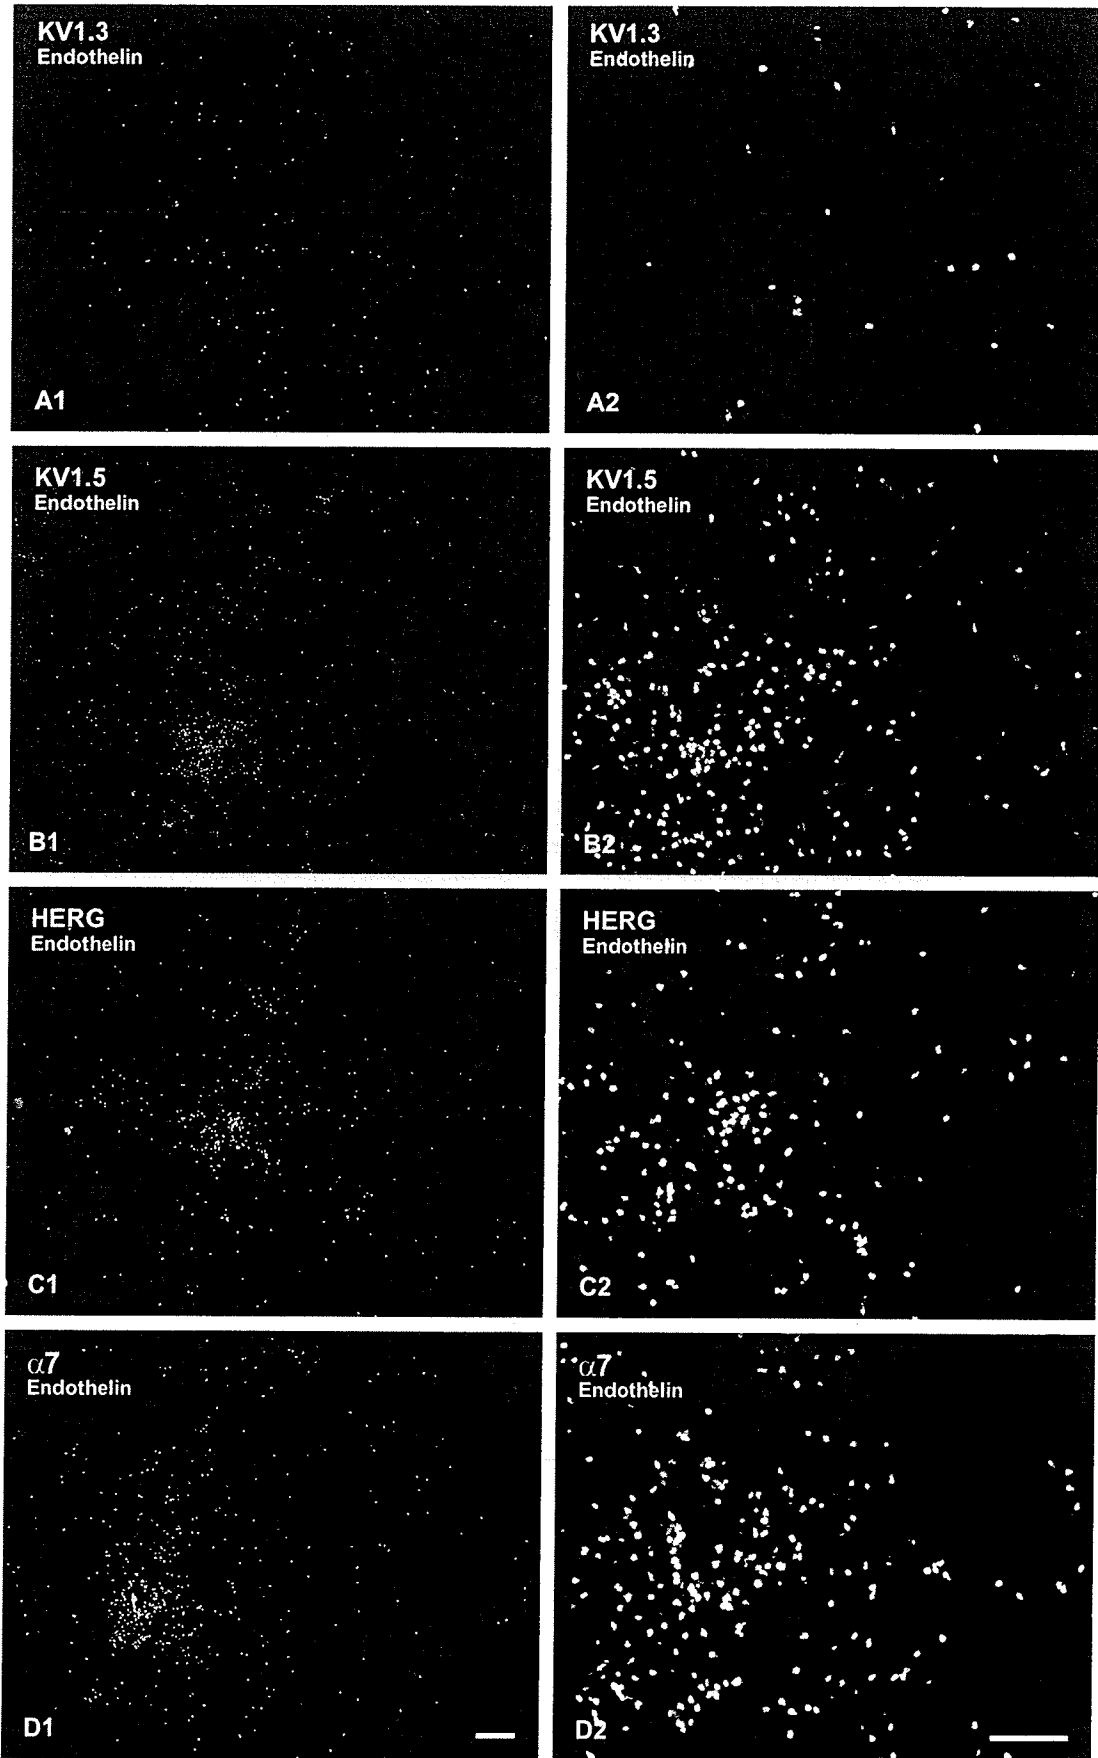 KV1.3
Endothelin
A1
KV1.3
Endothelin
A2
KV1.5
Endothelin
B1
KV1.5
Endothelin
B2
HERG
Endothelin
C1
HERG
Endothelin
C2
α7
Endothelin
D1
α7
Endothelin
D2